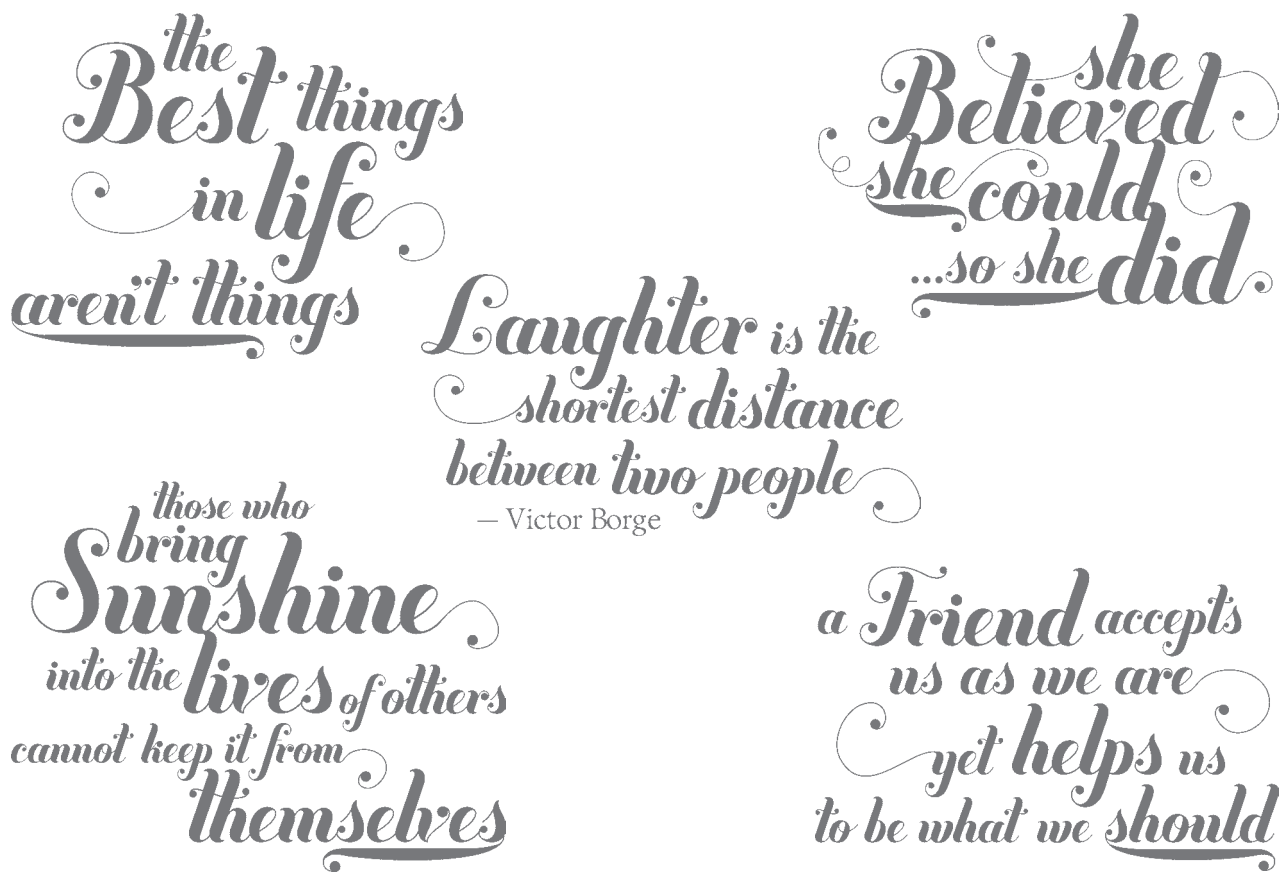 the
Best things
in life
aren't things
she
Believed
she could
...so she did.
Laughter is the
shortest distance
between two people
— Victor Borge
those who
bring
Sunshine
into the lives of others
cannot keep it from
themselves
a Friend accepts
us as we are
yet helps us
to be what we should